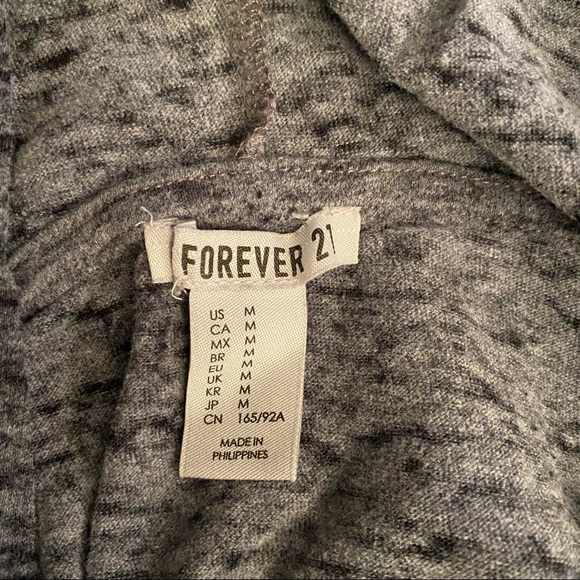 FOREVER 21
US M
CA M
MX M
BR M
EU M
UK M
KR M
JP M
CN 165/92A
MADE IN
PHILIPPINES